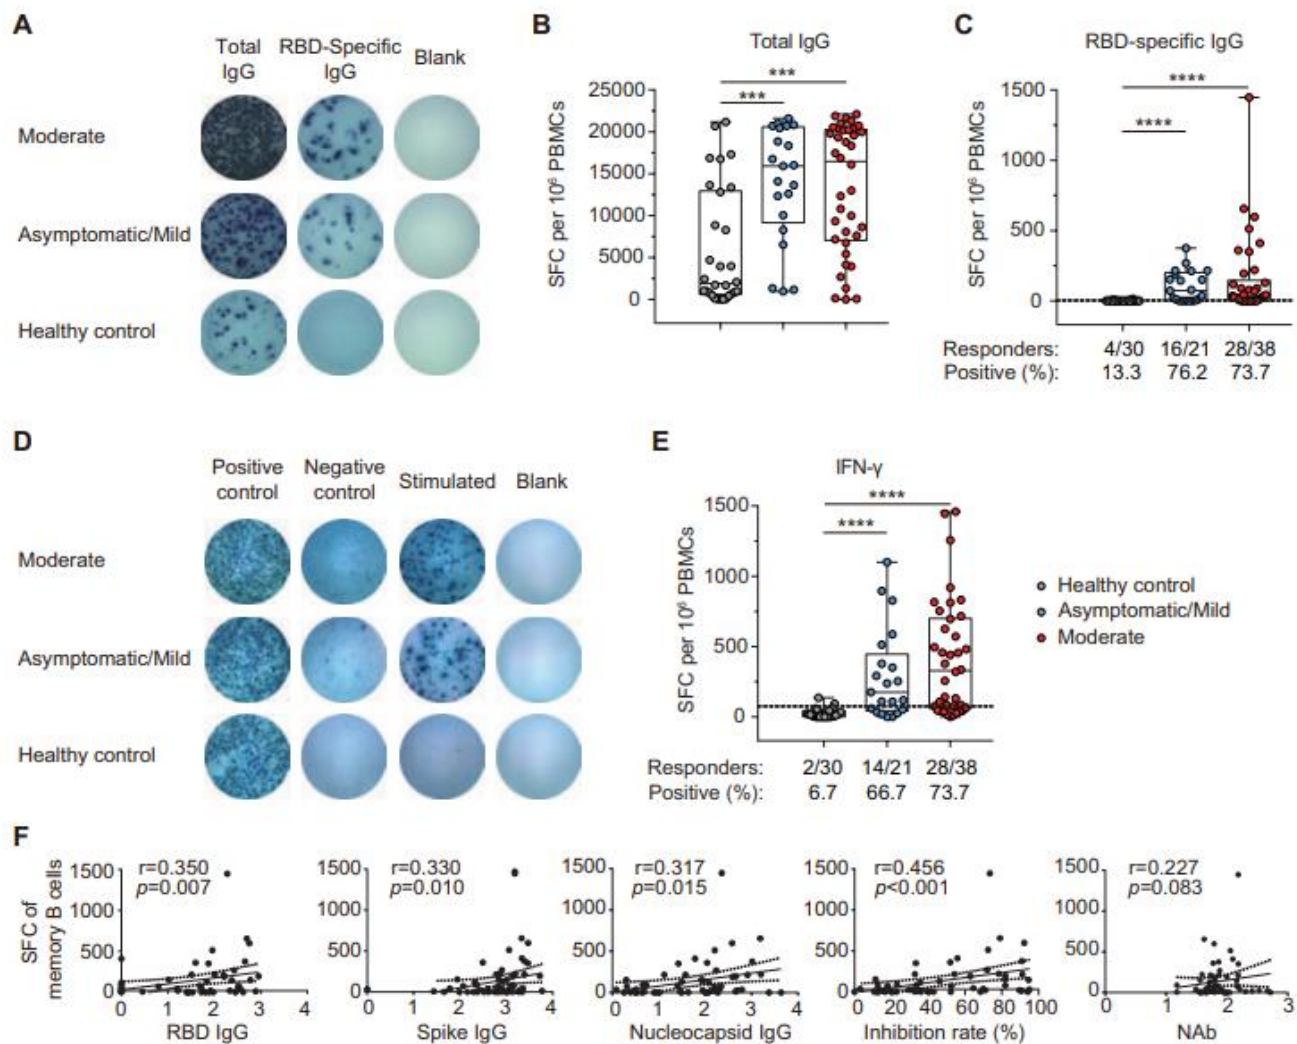 A
Total IgG
RBD-Specific IgG
Blank
Moderate
Asymptomatic/Mild
Healthy control
B
Total IgG
SFC per 10⁶ PBMCs
25000
20000
15000
10000
5000
0
***
***
C
RBD-specific IgG
SFC per 10⁶ PBMCs
1500
1000
500
0
****
****
Responders: 4/30 16/21 28/38
Positive (%): 13.3 76.2 73.7
D
Positive control
Negative control
Stimulated
Blank
Moderate
Asymptomatic/Mild
Healthy control
E
IFN-γ
SFC per 10⁶ PBMCs
1500
1000
500
0
****
****
Responders: 2/30 14/21 28/38
Positive (%): 6.7 66.7 73.7
Healthy control
Asymptomatic/Mild
Moderate
F
SFC of memory B cells
1500
1000
500
0
r=0.350
p=0.007
0 1 2 3 4
RBD IgG
1500
1000
500
0
r=0.330
p=0.010
0 1 2 3 4
Spike IgG
1500
1000
500
0
r=0.317
p=0.015
0 1 2 3 4
Nucleocapsid IgG
1500
1000
500
0
r=0.456
p<0.001
0 20 40 60 80 100
Inhibition rate (%)
1500
1000
500
0
r=0.227
p=0.083
0 1 2 3
NAb